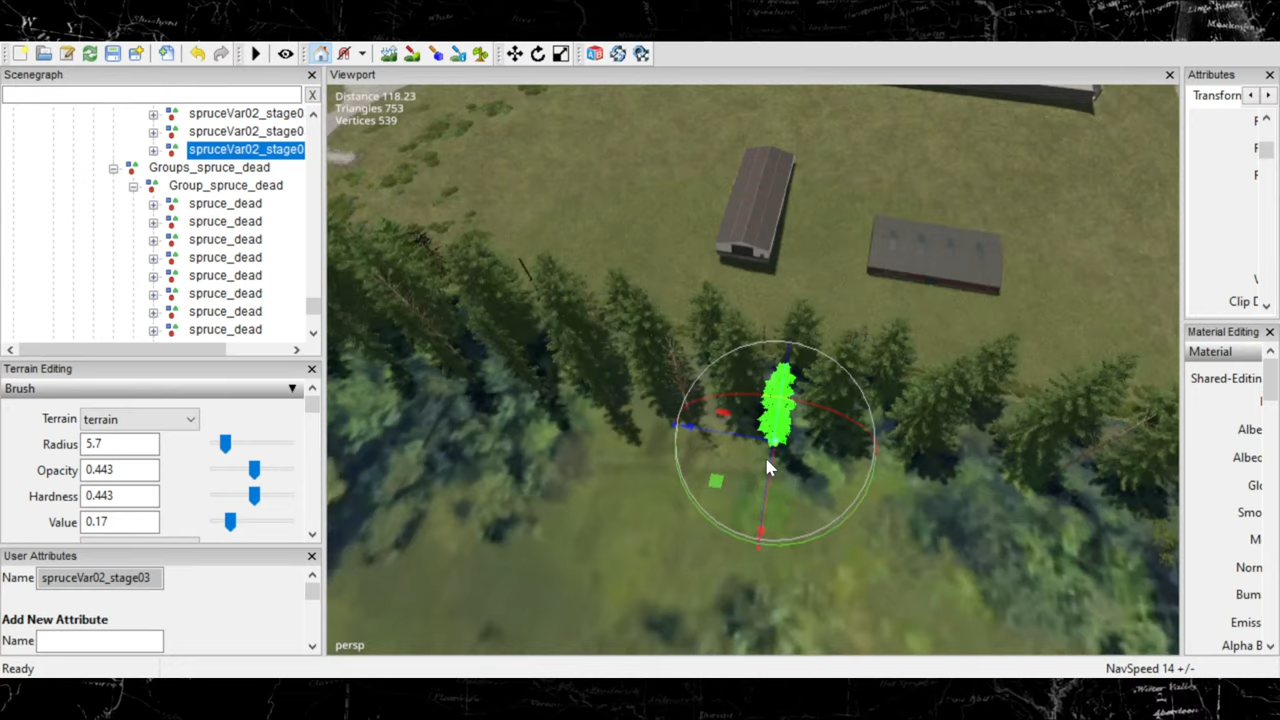 Scenegraph
X
spruceVar02_stage0
spruceVar02_stage0
spruceVar02_stage0
Groups_spruce_dead
Group_spruce_dead
spruce_dead
spruce_dead
spruce_dead
spruce_dead
spruce_dead
spruce_dead
spruce_dead
spruce_dead
Terrain Editing
Brush
Terrain terrain
Radius 5.7
Opacity 0.443
Hardness 0.443
Value 0.17
User Attributes
Name spruceVar02_stage03
Add New Attribute
Name
Ready
Viewport
Distance 118.23
Triangles 753
Vertices 539
persp
Attributes
Transforn
Clip D
Material Editing
Material
Shared-Editin
Albe
Albed
Glo
Smo
M
Norn
Bum
Emiss
Alpha B
NavSpeed 14 +/-